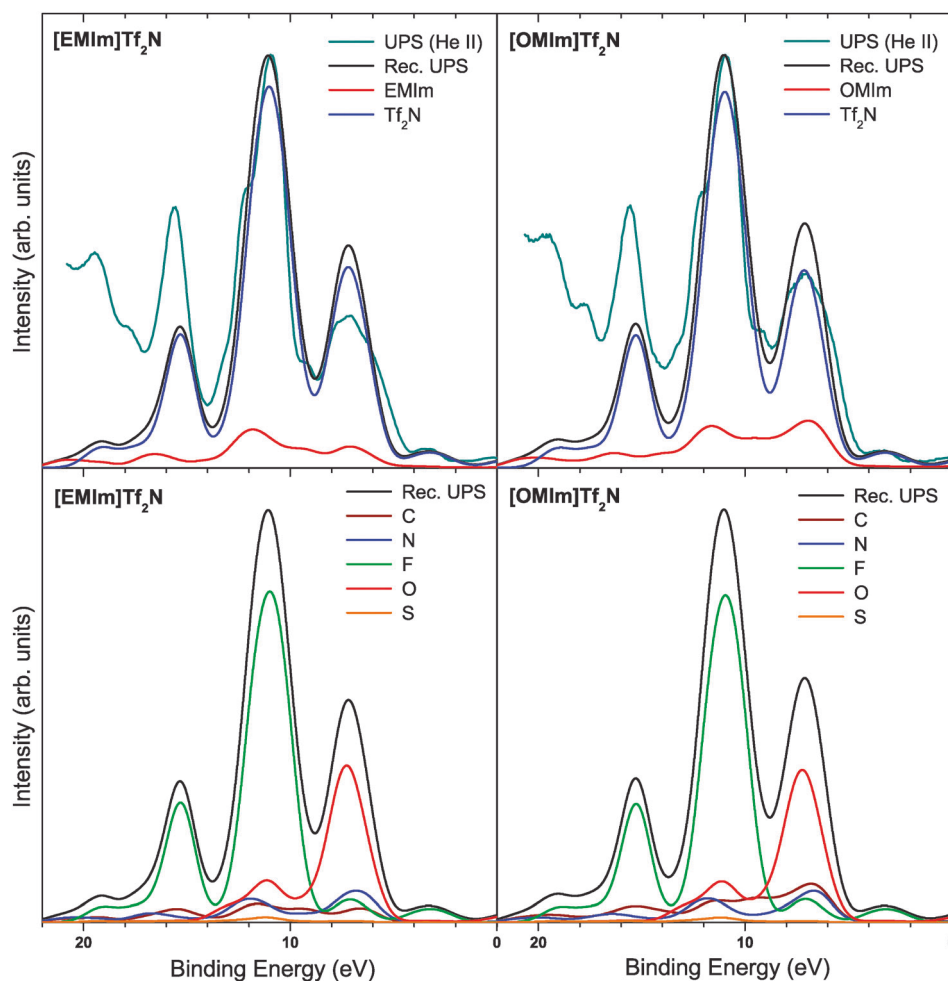 [EMIm]Tf₂N
UPS (He II)
Rec. UPS
EMIm
Tf₂N
[OMIm]Tf₂N
UPS (He II)
Rec. UPS
OMIm
Tf₂N
Intensity (arb. units)
[EMIm]Tf₂N
Rec. UPS
C
N
F
O
S
[OMIm]Tf₂N
Rec. UPS
C
N
F
O
S
Intensity (arb. units)
20 10 0 20 10
Binding Energy (eV) Binding Energy (eV)